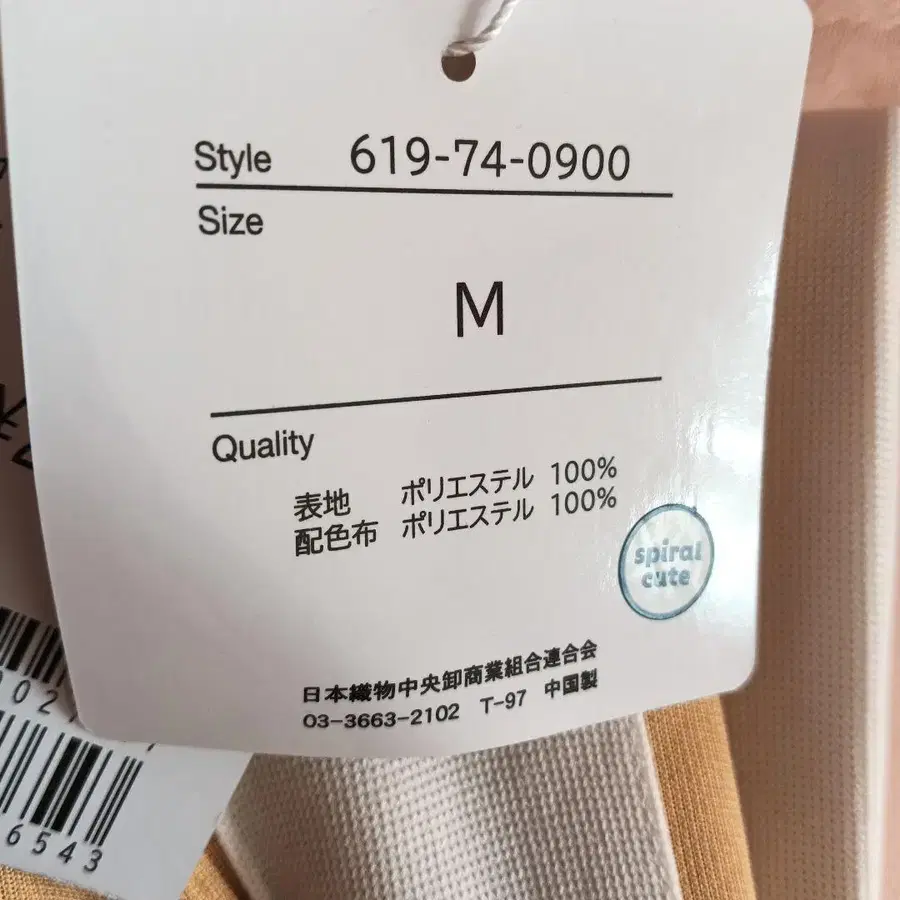 Style 619-74-0900
Size
M
Quality
表地 ポリエステル 100%
配色布 ポリエステル 100%
spiral
cute
日本織物中央卸商業組合連合会
03-3663-2102 T-97 中国製
6543